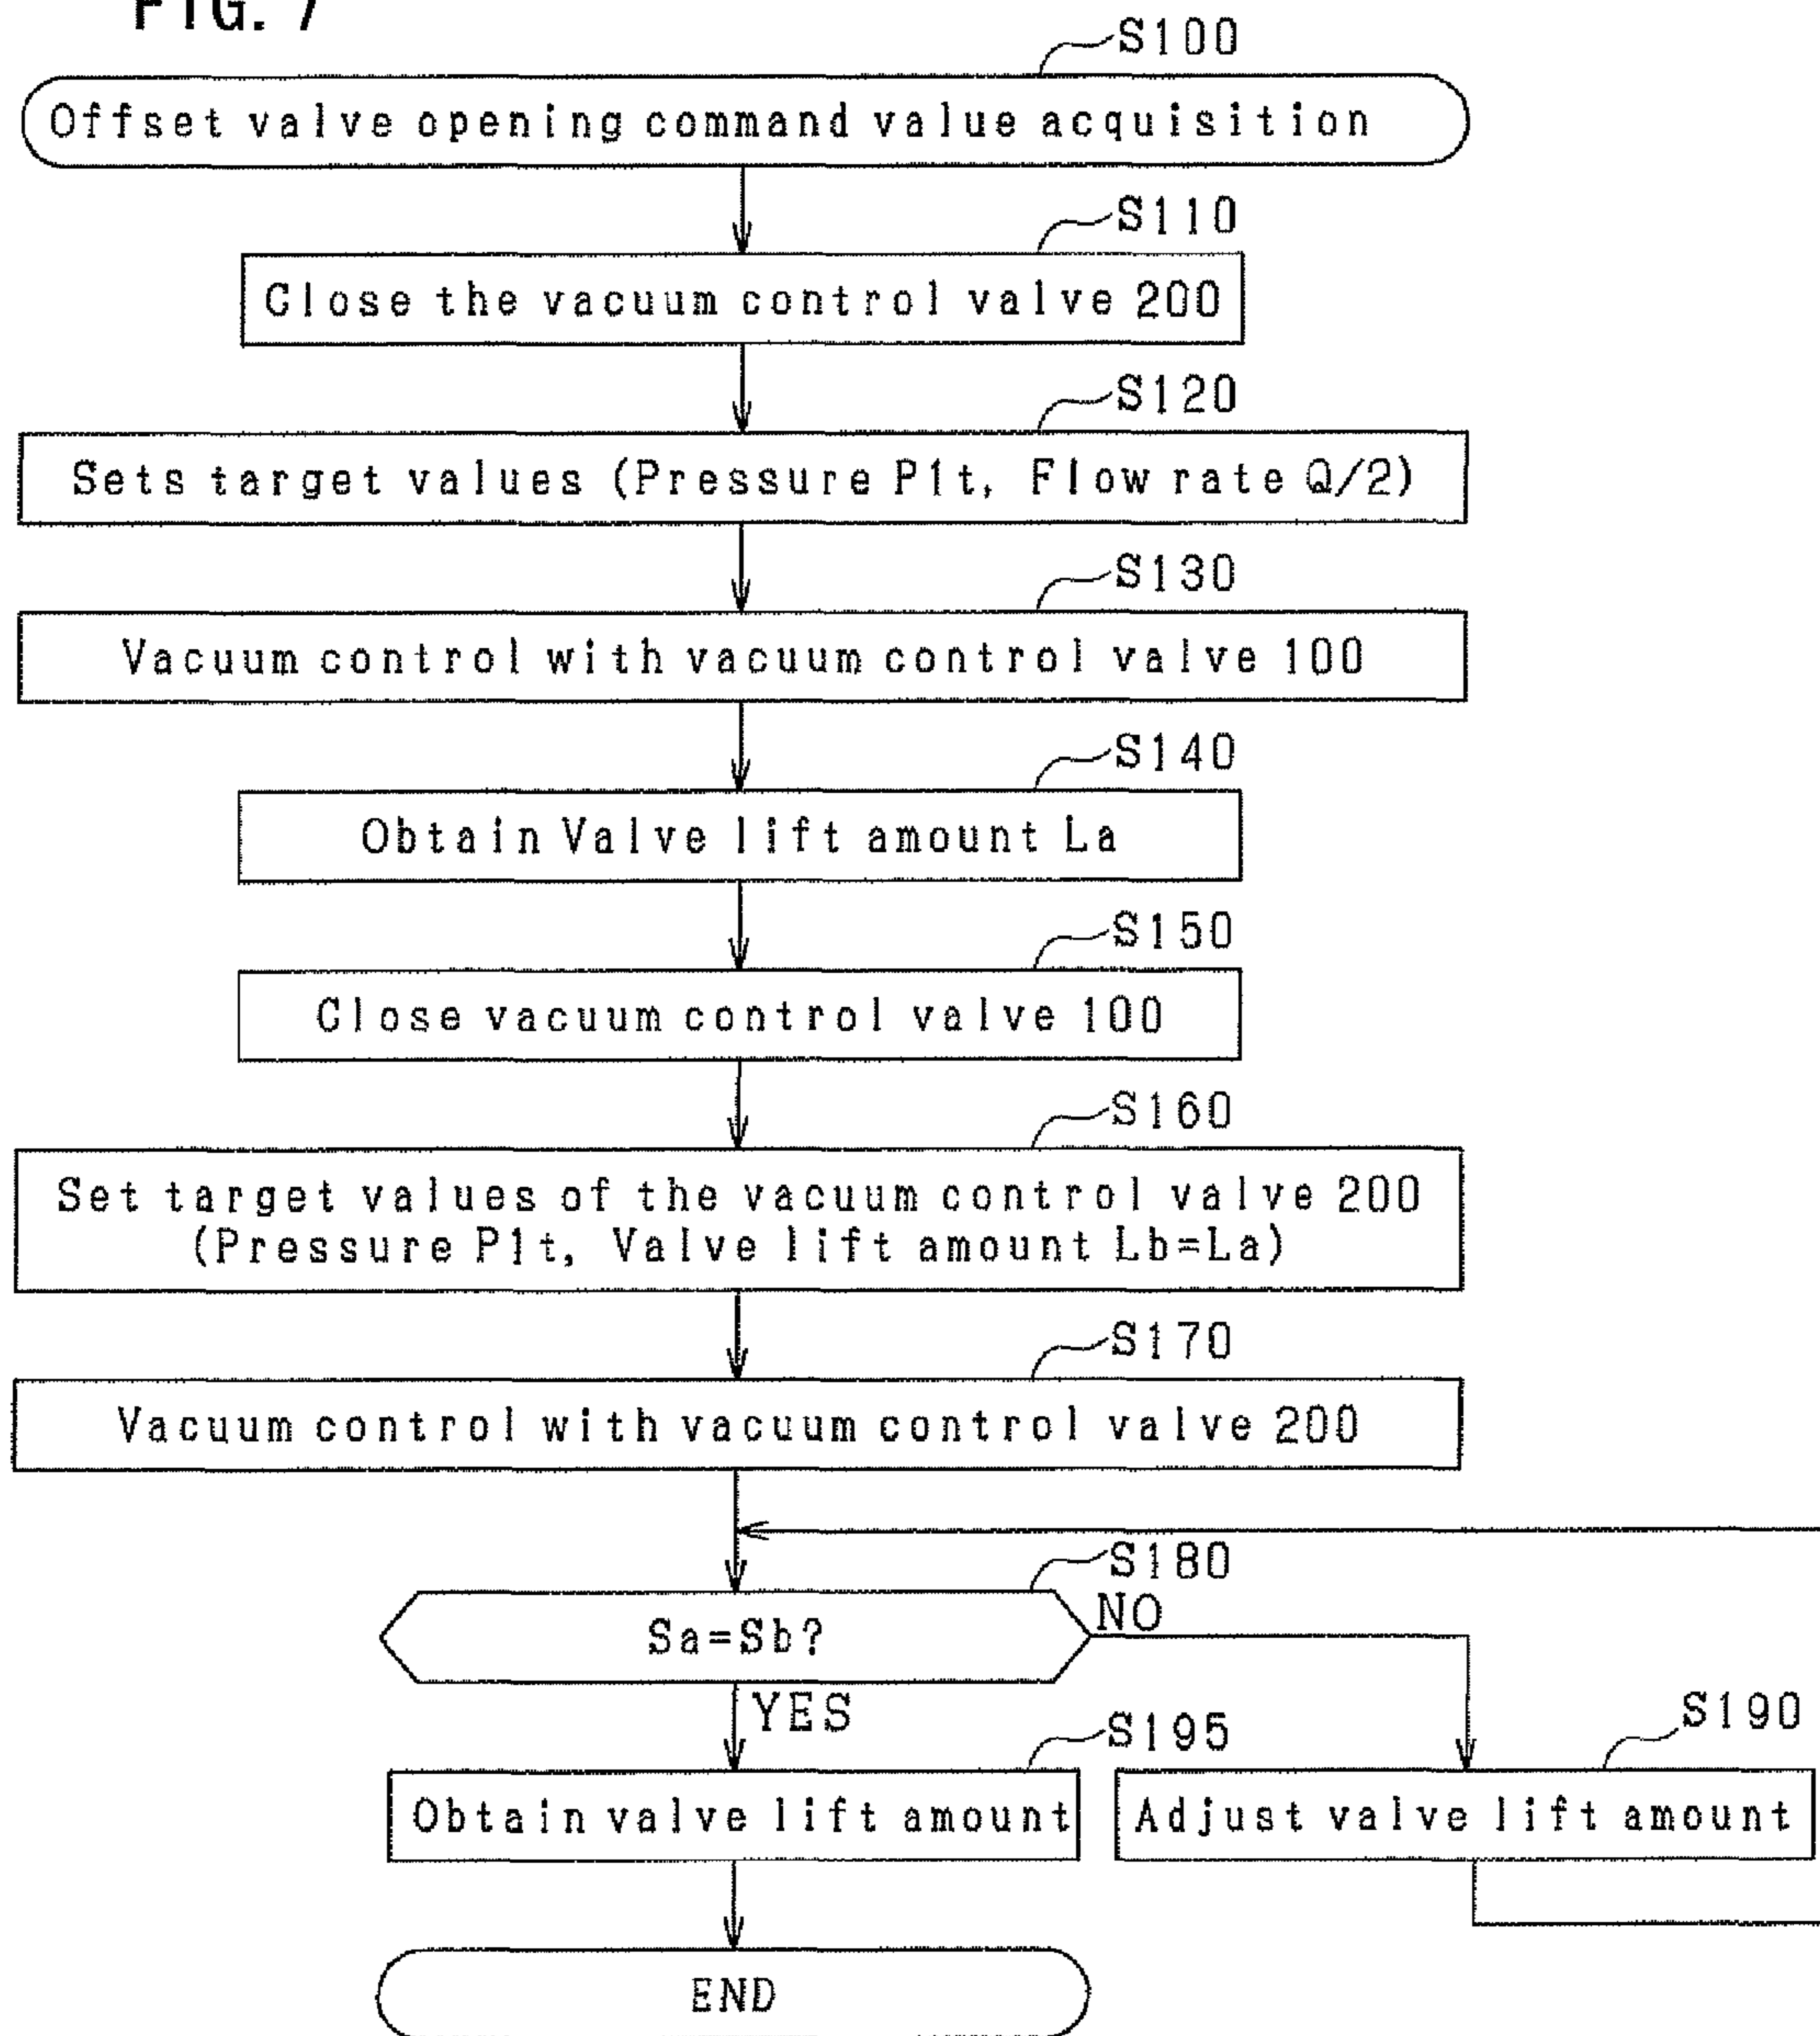 FIG. 7
S100
Offset valve opening command value acquisition
S110
Close the vacuum control valve 200
S120
Sets target values (Pressure P1t, Flow rate Q/2)
S130
Vacuum control with vacuum control valve 100
S140
Obtain Valve lift amount La
S150
Close vacuum control valve 100
S160
Set target values of the vacuum control valve 200
(Pressure P1t, Valve lift amount Lb=La)
S170
Vacuum control with vacuum control valve 200
S180
Sa=Sb?
NO
YES
S195
S190
Obtain valve lift amount
Adjust valve lift amount
END